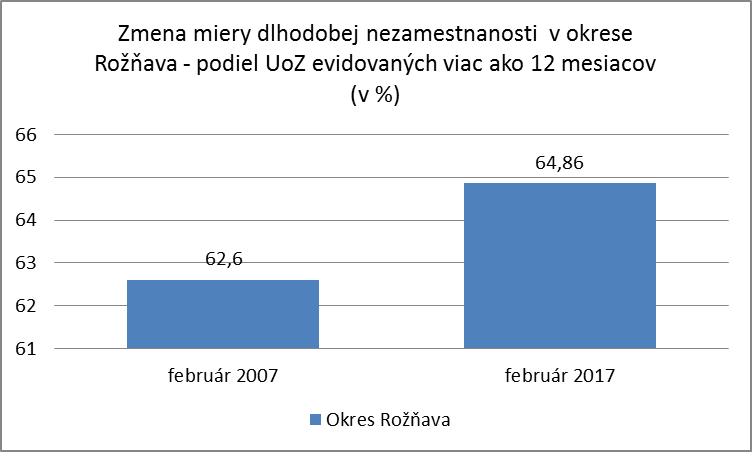 Zmena miery dlhodobej nezamestnanosti v okrese
Rožňava - podiel UoZ evidovaných viac ako 12 mesiacov
(v %)
66
65
64
63
62
61
62,6
64,86
február 2007
február 2017
Okres Rožňava